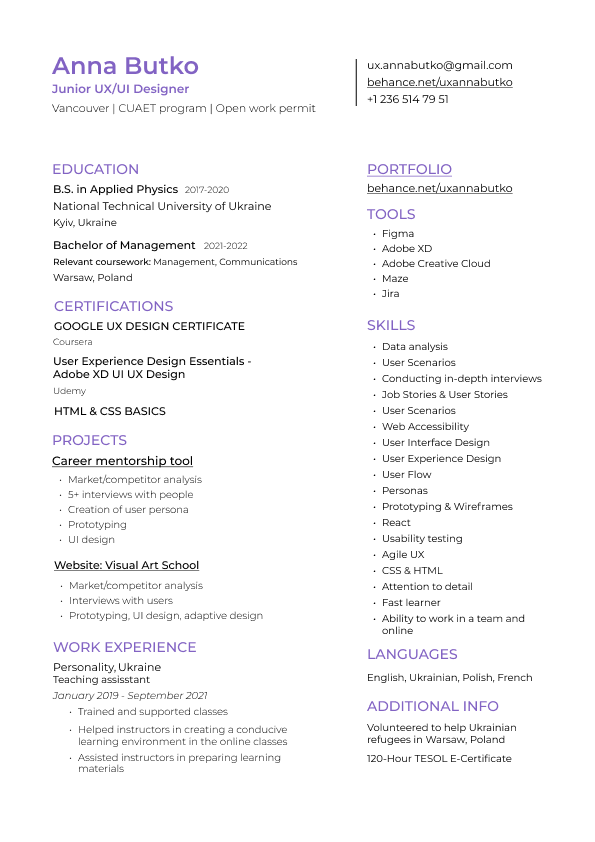 Anna Butko
Junior UX/UI Designer
Vancouver | CUAET program | Open work permit
ux.annabutko@gmail.com
behance.net/uxannabutko
+1 236 514 79 51
EDUCATION
B.S. in Applied Physics 2017-2020
National Technical University of Ukraine
Kyiv, Ukraine
Bachelor of Management 2021-2022
Relevant coursework: Management, Communications
Warsaw, Poland
CERTIFICATIONS
GOOGLE UX DESIGN CERTIFICATE
Coursera
User Experience Design Essentials -
Adobe XD UI UX Design
Udemy
HTML & CSS BASICS
PROJECTS
Career mentorship tool
• Market/competitor analysis
• 5+ interviews with people
• Creation of user persona
• Prototyping
• UI design
Website: Visual Art School
• Market/competitor analysis
• Interviews with users
• Prototyping, UI design, adaptive design
WORK EXPERIENCE
Personality, Ukraine
Teaching assisstant
January 2019 - September 2021
• Trained and supported classes
• Helped instructors in creating a conducive
learning environment in the online classes
• Assisted instructors in preparing learning
materials
PORTFOLIO
behance.net/uxannabutko
TOOLS
• Figma
• Adobe XD
• Adobe Creative Cloud
• Maze
• Jira
SKILLS
• Data analysis
• User Scenarios
• Conducting in-depth interviews
• Job Stories & User Stories
• User Scenarios
• Web Accessibility
• User Interface Design
• User Experience Design
• User Flow
• Personas
• Prototyping & Wireframes
• React
• Usability testing
• Agile UX
• CSS & HTML
• Attention to detail
• Fast learner
• Ability to work in a team and
online
LANGUAGES
English, Ukrainian, Polish, French
ADDITIONAL INFO
Volunteered to help Ukrainian
refugees in Warsaw, Poland
120-Hour TESOL E-Certificate